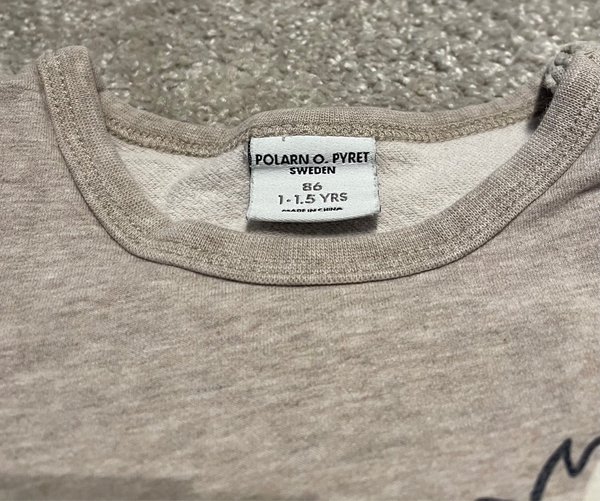 POLARN O. PYRET
SWEDEN
86
1-1.5 YRS
MADE IN CHINA